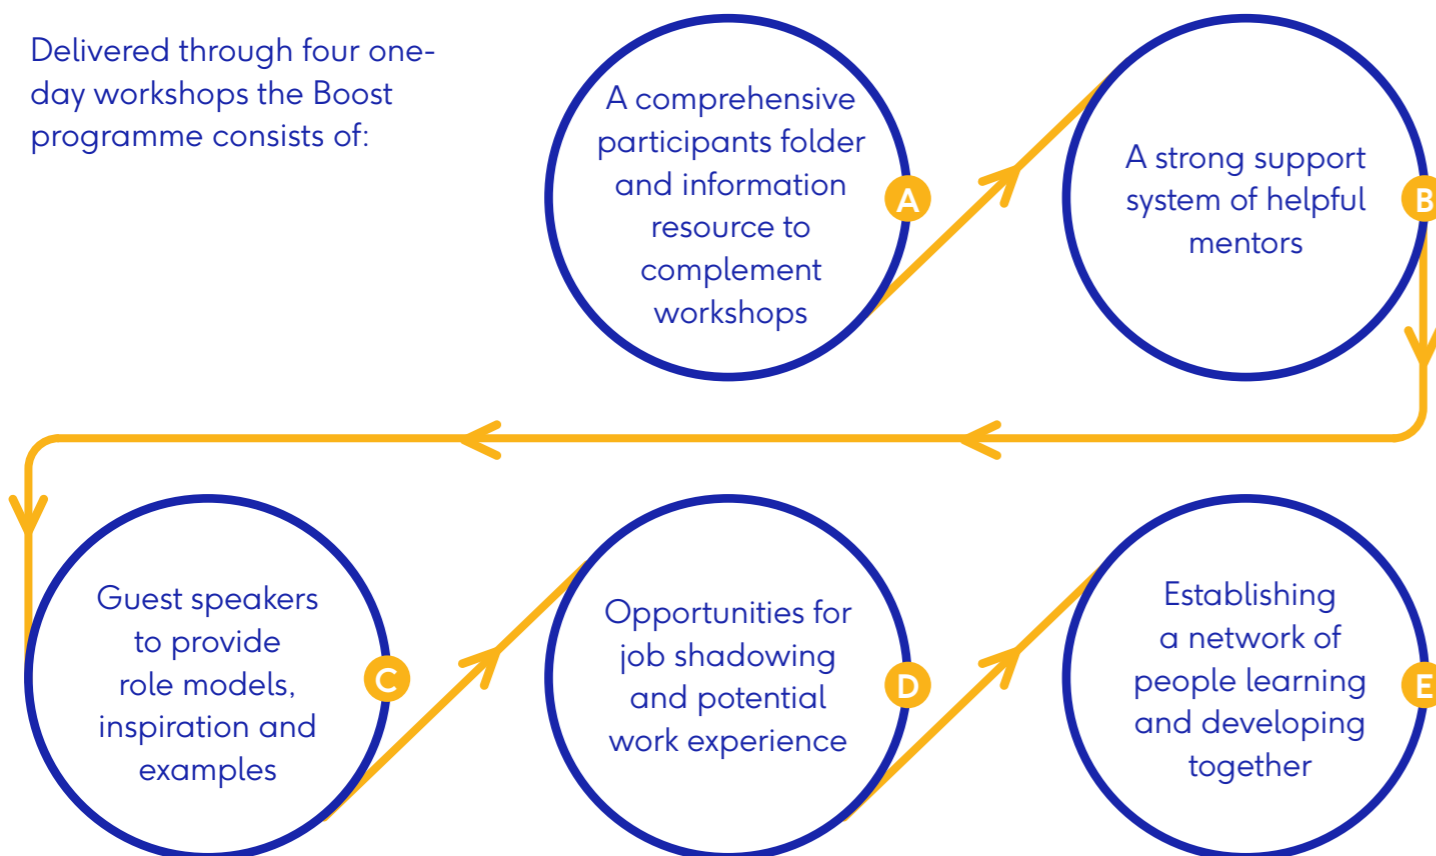 Delivered through four one-
day workshops the Boost
programme consists of:
A comprehensive
participants folder
and information
resource to
complement
workshops
A
A strong support
system of helpful
mentors
B
Guest speakers
to provide
role models,
inspiration and
examples
C
Opportunities for
job shadowing
and potential
work experience
D
Establishing
a network of
people learning
and developing
together
E